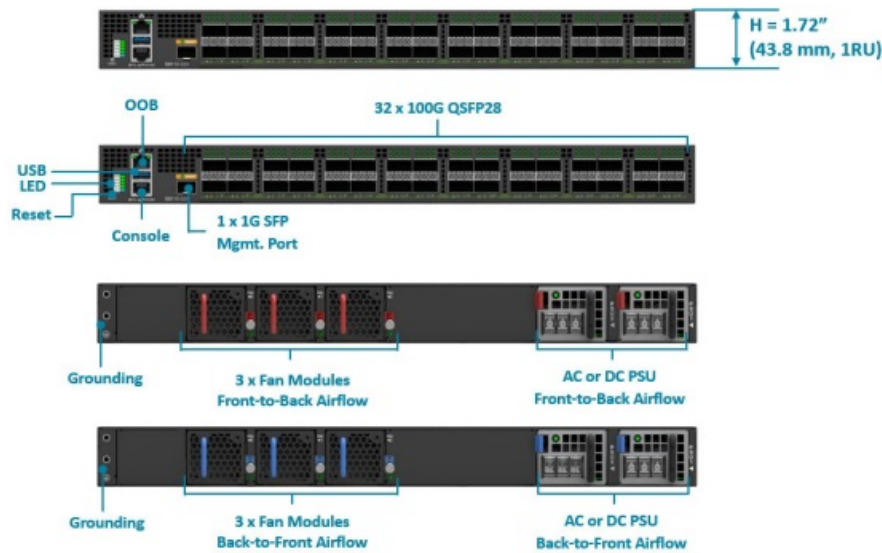 H = 1.72”
(43.8 mm, 1RU)
OOB
32 x 100G QSFP28
USB
LED
Reset
Console
1 x 1G SFP
Mgmt. Port
Grounding
3 x Fan Modules
Front-to-Back Airflow
AC or DC PSU
Front-to-Back Airflow
Grounding
3 x Fan Modules
Back-to-Front Airflow
AC or DC PSU
Back-to-Front Airflow